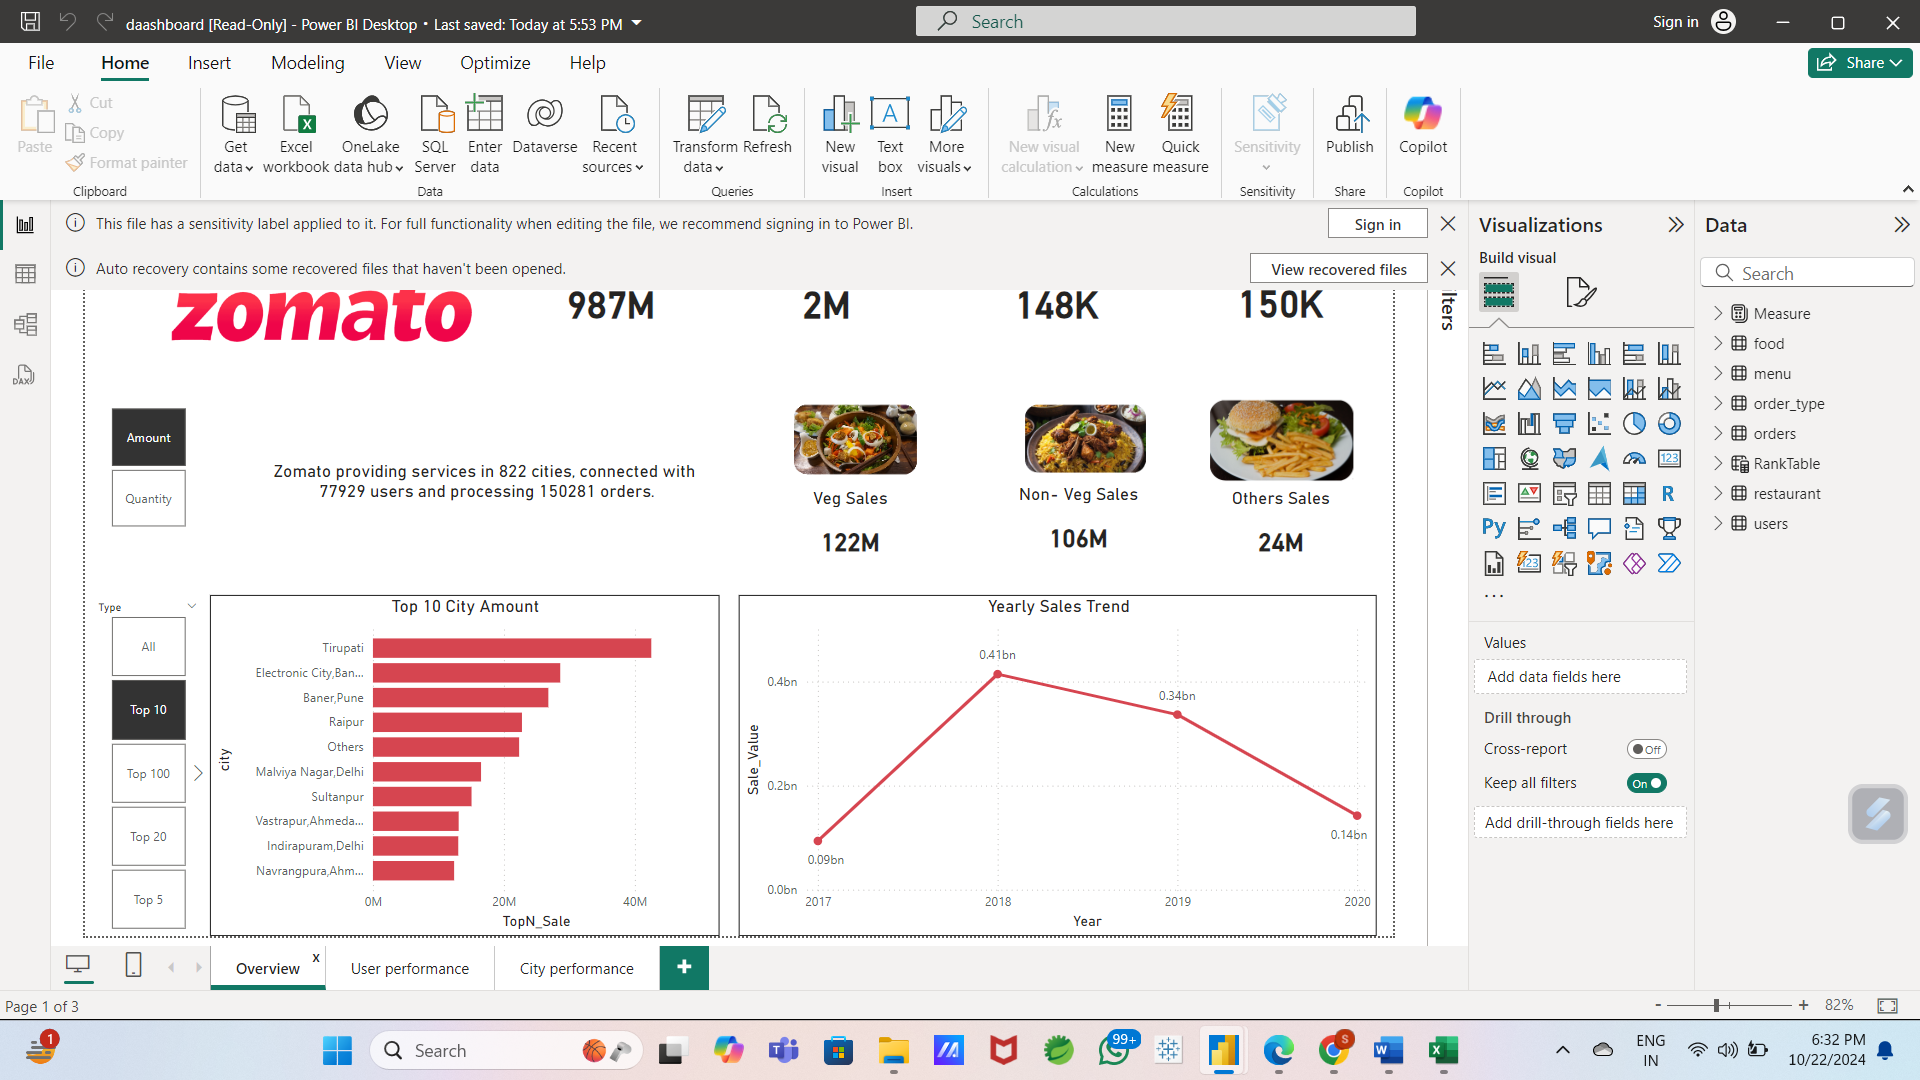 daashboard [Read-Only] - Power BI Desktop • Last saved: Today at 5:53 PM
Search
Sign in
File Home Insert Modeling View Optimize Help
Share
Paste
Cut
Copy
Format painter
Clipboard
Get data
Excel workbook
OneLake data hub
SQL Server
Enter data
Dataverse
Recent sources
Data
Transform data
Refresh
Queries
New visual
Text box
More visuals
Insert
New visual calculation
New measure
Quick measure
Calculations
Sensitivity
Sensitivity
Publish
Share
Copilot
Copilot
This file has a sensitivity label applied to it. For full functionality when editing the file, we recommend signing in to Power BI.
Sign in
Auto recovery contains some recovered files that haven't been opened.
View recovered files
zomato
987M 2M 148K 150K
Amount
Quantity
Zomato providing services in 822 cities, connected with
77929 users and processing 150281 orders.
Veg Sales
122M
Non- Veg Sales
106M
Others Sales
24M
Type
All
Top 10
Top 100
Top 20
Top 5
Top 10 City Amount
city
Tirupati
Electronic City,Ban...
Baner,Pune
Raipur
Others
Malviya Nagar,Delhi
Sultanpur
Vastrapur,Ahmeda...
Indirapuram,Delhi
Navrangpura,Ahm...
0M 20M 40M
TopN_Sale
Yearly Sales Trend
Sale_Value
0.4bn
0.2bn
0.0bn
0.09bn
0.41bn
0.34bn
0.14bn
2017 2018 2019 2020
Year
Visualizations
Build visual
Values
Add data fields here
Drill through
Cross-report Off
Keep all filters On
Add drill-through fields here
Data
Search
Measure
food
menu
order_type
orders
RankTable
restaurant
users
DAX
123
R
Py
123
Overview x
User performance
City performance
+
Page 1 of 3
- + 82%
1
Search
99+
S
W
X
ENG
IN
6:32 PM
10/22/2024